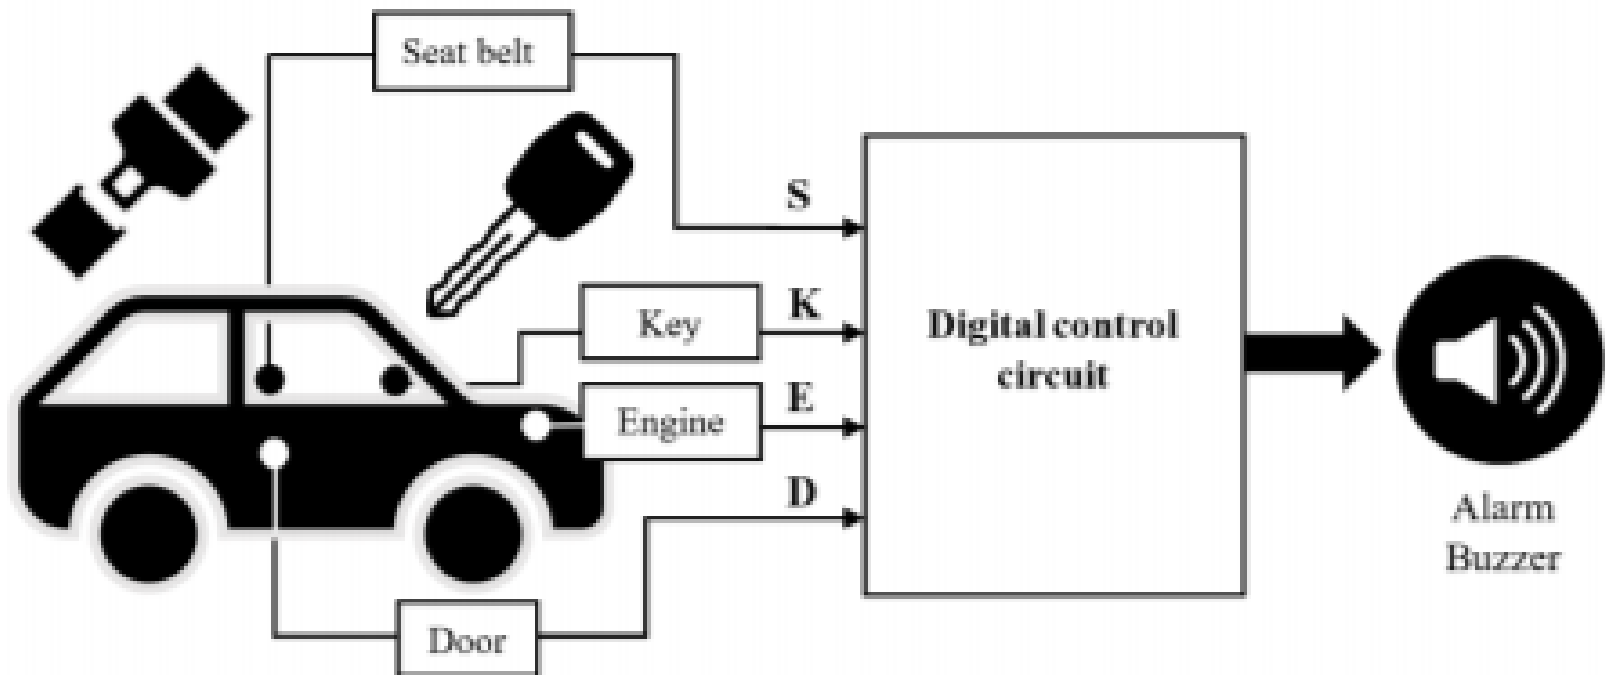 Seat belt
S
Key
K
Engine
E
D
Door
Digital control
circuit
Alarm
Buzzer